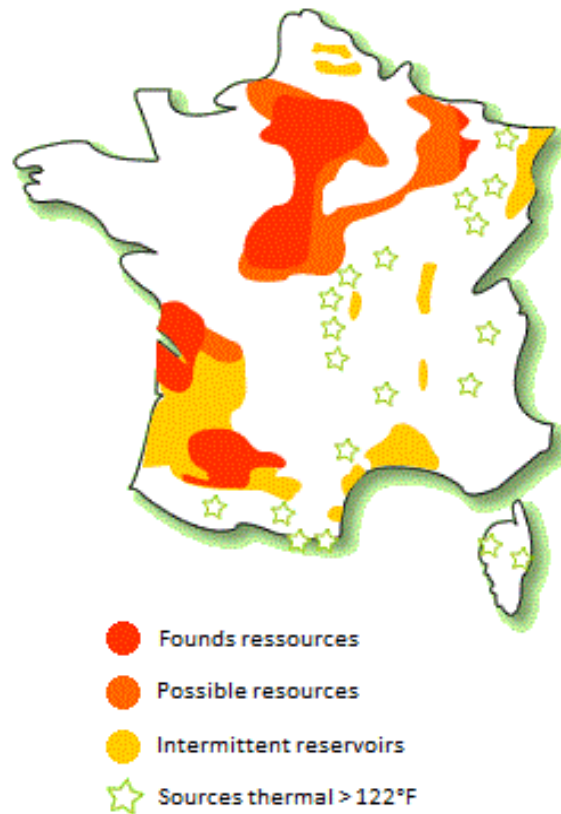 Founds ressources
Possible resources
Intermittent reservoirs
Sources thermal > 122°F